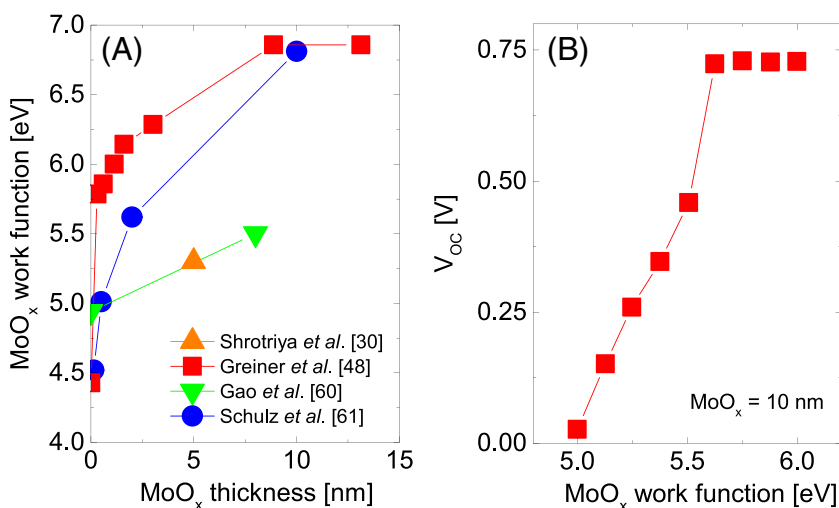 (A)
MoOx work function [eV]
7.0
6.5
6.0
5.5
5.0
4.5
4.0
0
5
10
15
MoOx thickness [nm]
Shrotriya et al. [30]
Greiner et al. [48]
Gao et al. [60]
Schulz et al. [61]
(B)
VOC [V]
0.75
0.50
0.25
0.00
5.0
5.5
6.0
MoOx work function [eV]
MoOx = 10 nm